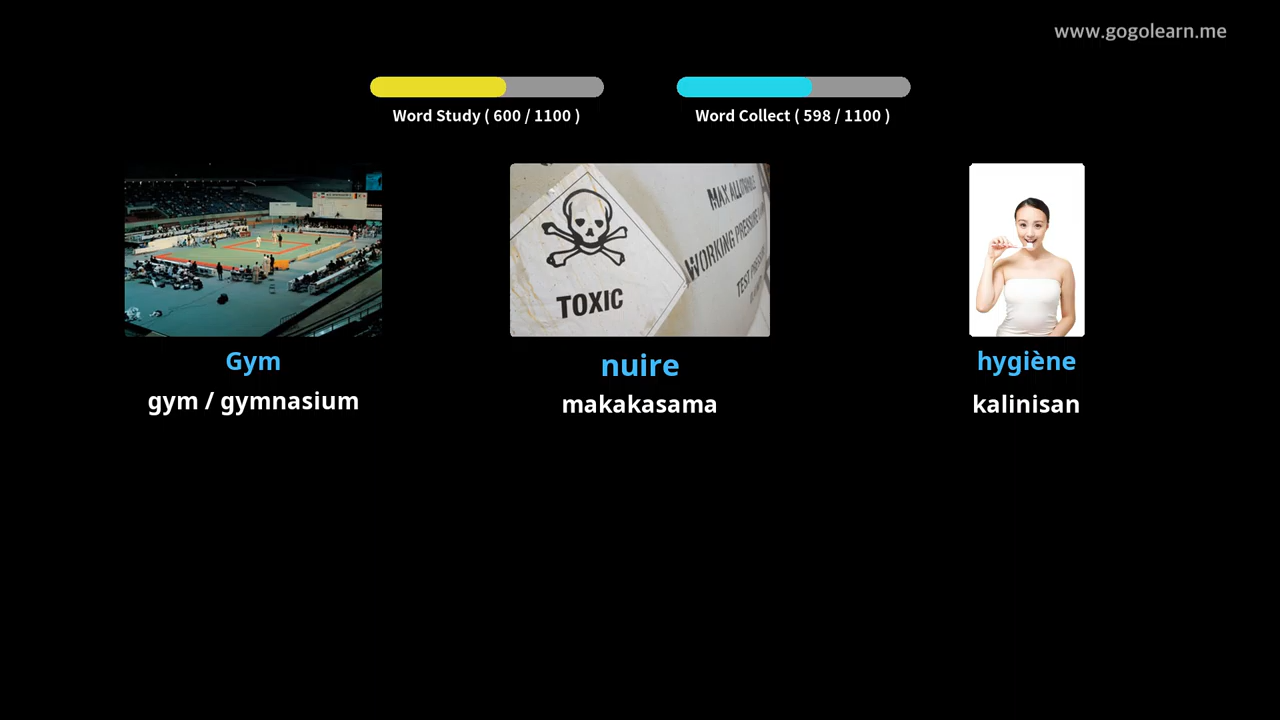 www.gogolearn.me
Word Study ( 600 / 1100 )
Word Collect ( 598 / 1100 )
MAX ALLOWABLE
WORKING PRESSURE
TEST
TOXIC
Gym
nuire
hygiène
gym / gymnasium
makakasama
kalinisan